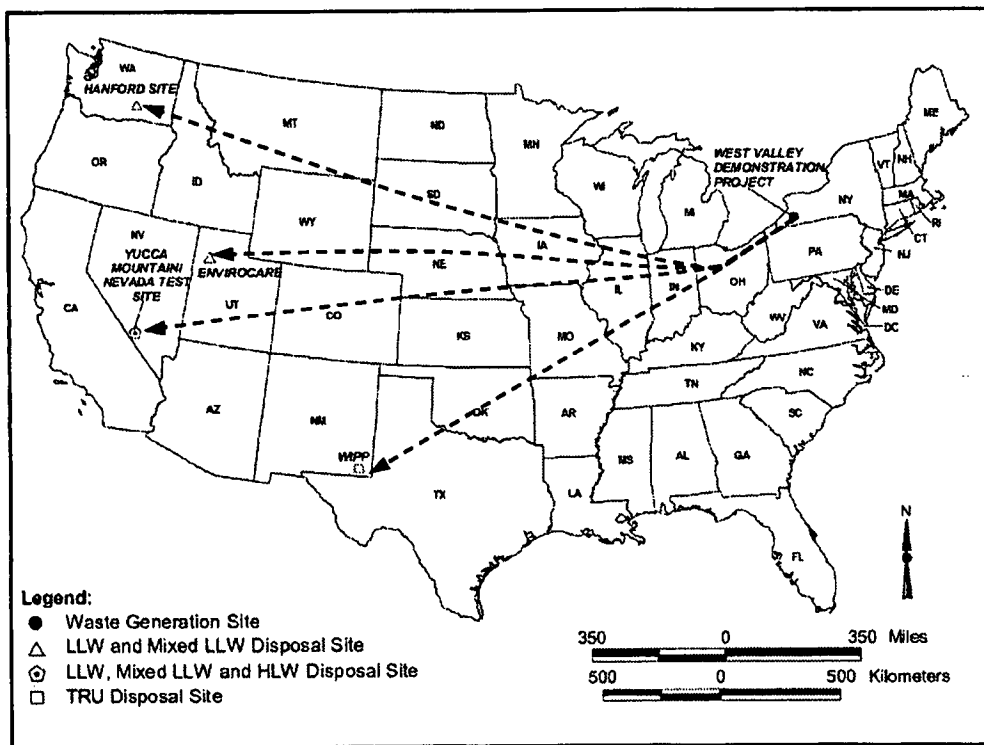 WA
HANFORD SITE
MT
ND
MN
ME
OR
ID
SD
WI
WEST VALLEY
DEMONSTRATION
PROJECT
VT
NH
NY
MA
MI
WY
RI
CT
NV
IA
PA
NJ
YUCCA
MOUNTAIN/
NEVADA TEST
SITE
ENVIROCARE
NE
IL
IN
OH
DE
MD
DC
CA
UT
CO
KS
MO
WV
VA
KY
NC
TN
AZ
NM
OK
AR
SC
WIPP
MS
AL
GA
TX
LA
FL
N
Legend:
Waste Generation Site
LLW and Mixed LLW Disposal Site
LLW, Mixed LLW and HLW Disposal Site
TRU Disposal Site
350 0 350 Miles
500 0 500 Kilometers